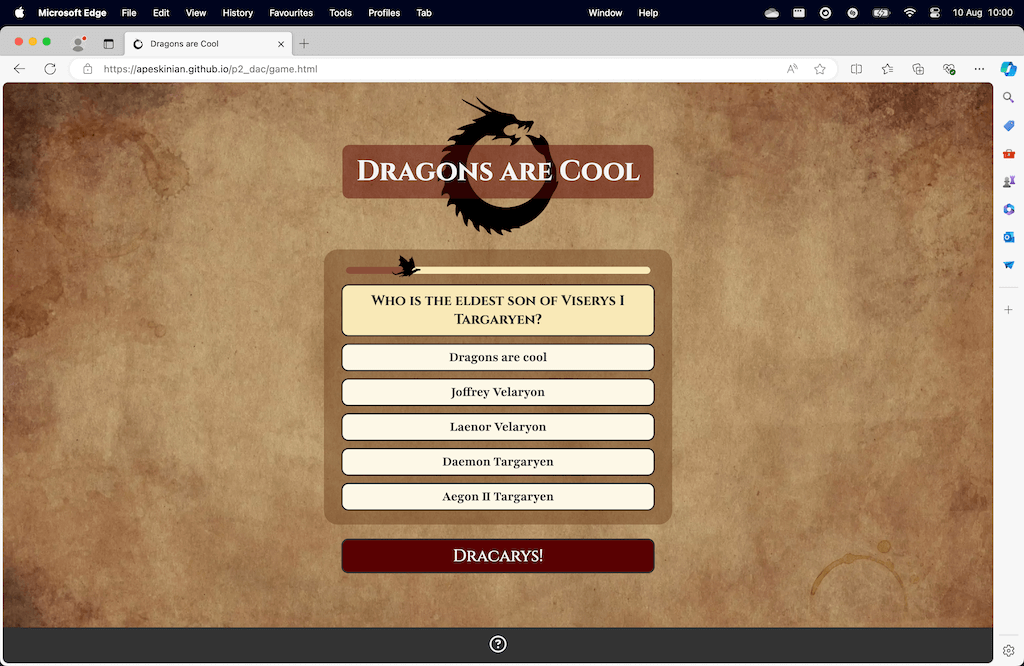 Microsoft Edge File Edit View History Favourites Tools Profiles Tab Window Help 10 Aug 10:00
Dragons are Cool
https://apeskinian.github.io/p2_dac/game.html
Dragons are Cool
Who is the eldest son of Viserys I
Targaryen?
Dragons are cool
Joffrey Velaryon
Laenor Velaryon
Daemon Targaryen
Aegon II Targaryen
Dracarys!